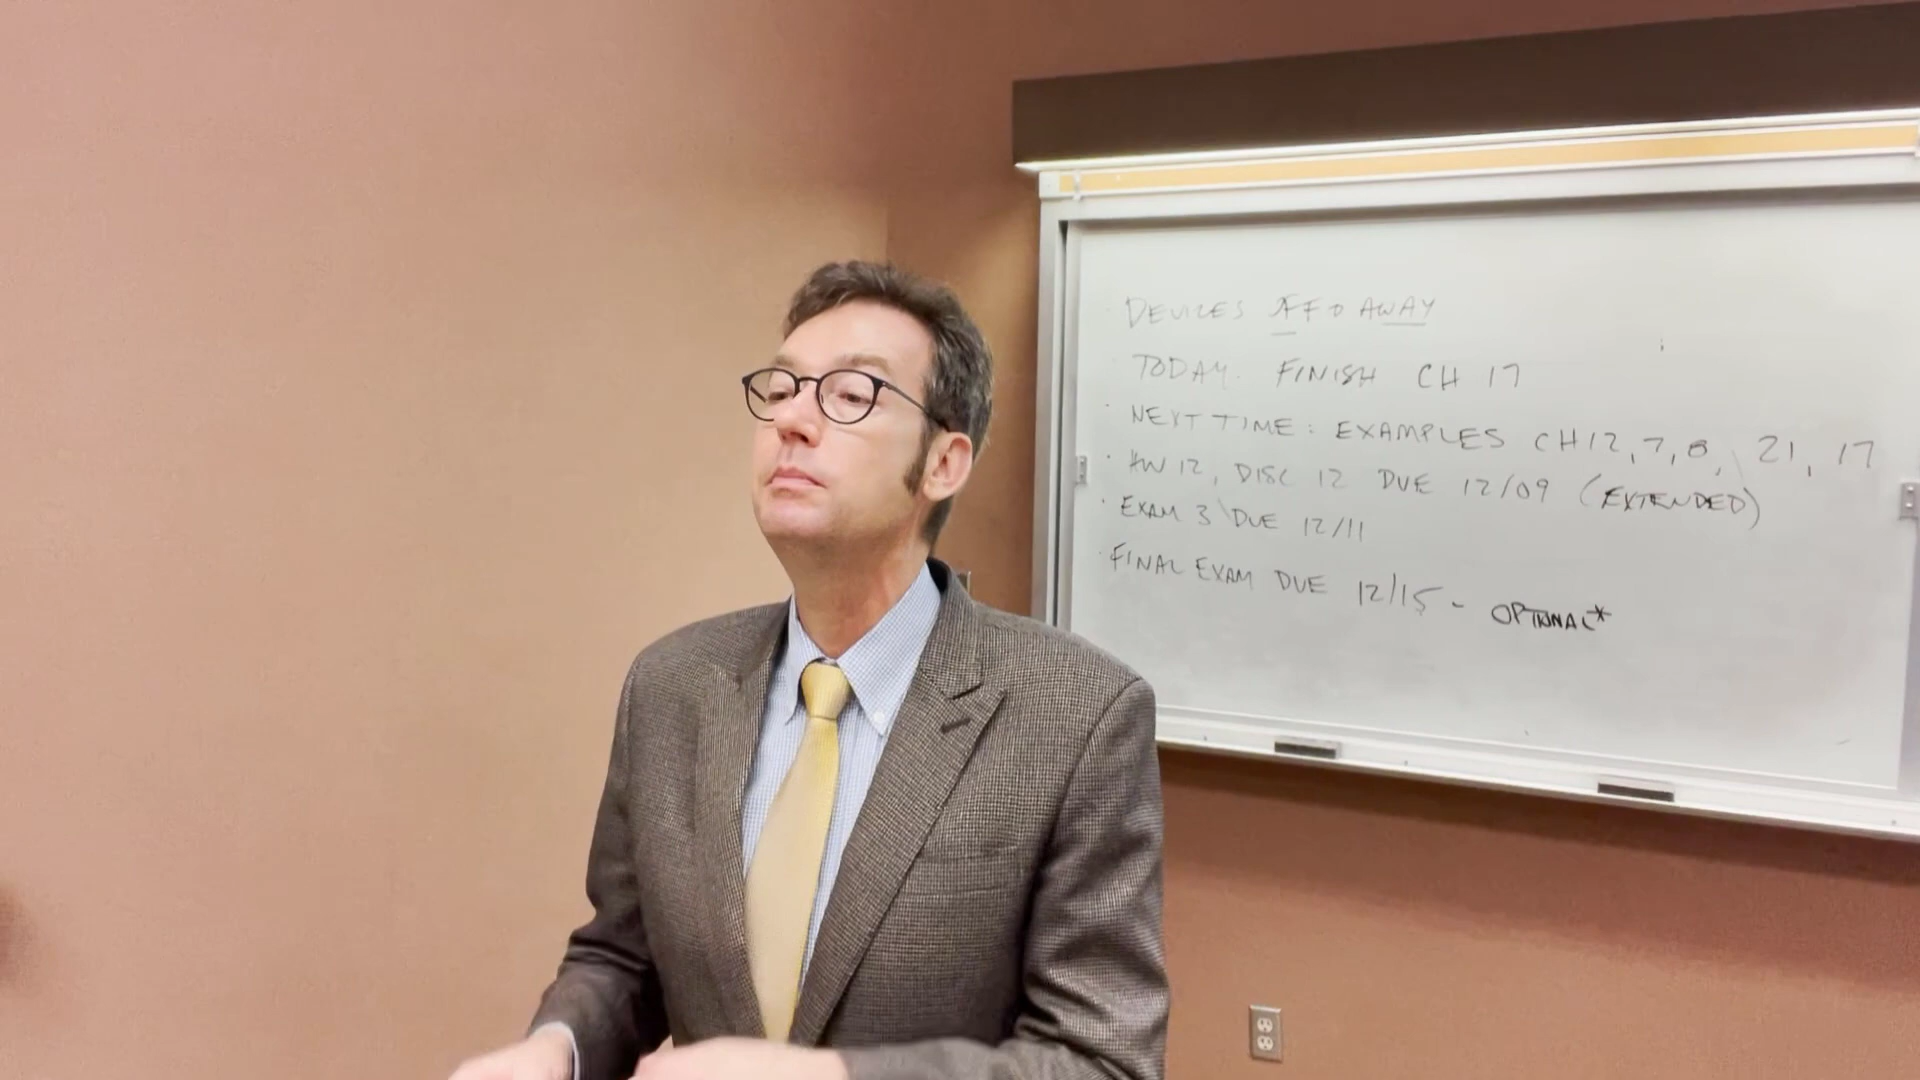 DEVICES OFF & AWAY
TODAY. FINISH CH 17
• NEXT TIME: EXAMPLES CH 12, 7, 8, 21, 17
• HW 12, DISC 12 DUE 12/09 (EXTENDED)
• EXAM 3 DUE 12/11
• FINAL EXAM DUE 12/15 - OPTIONAL*